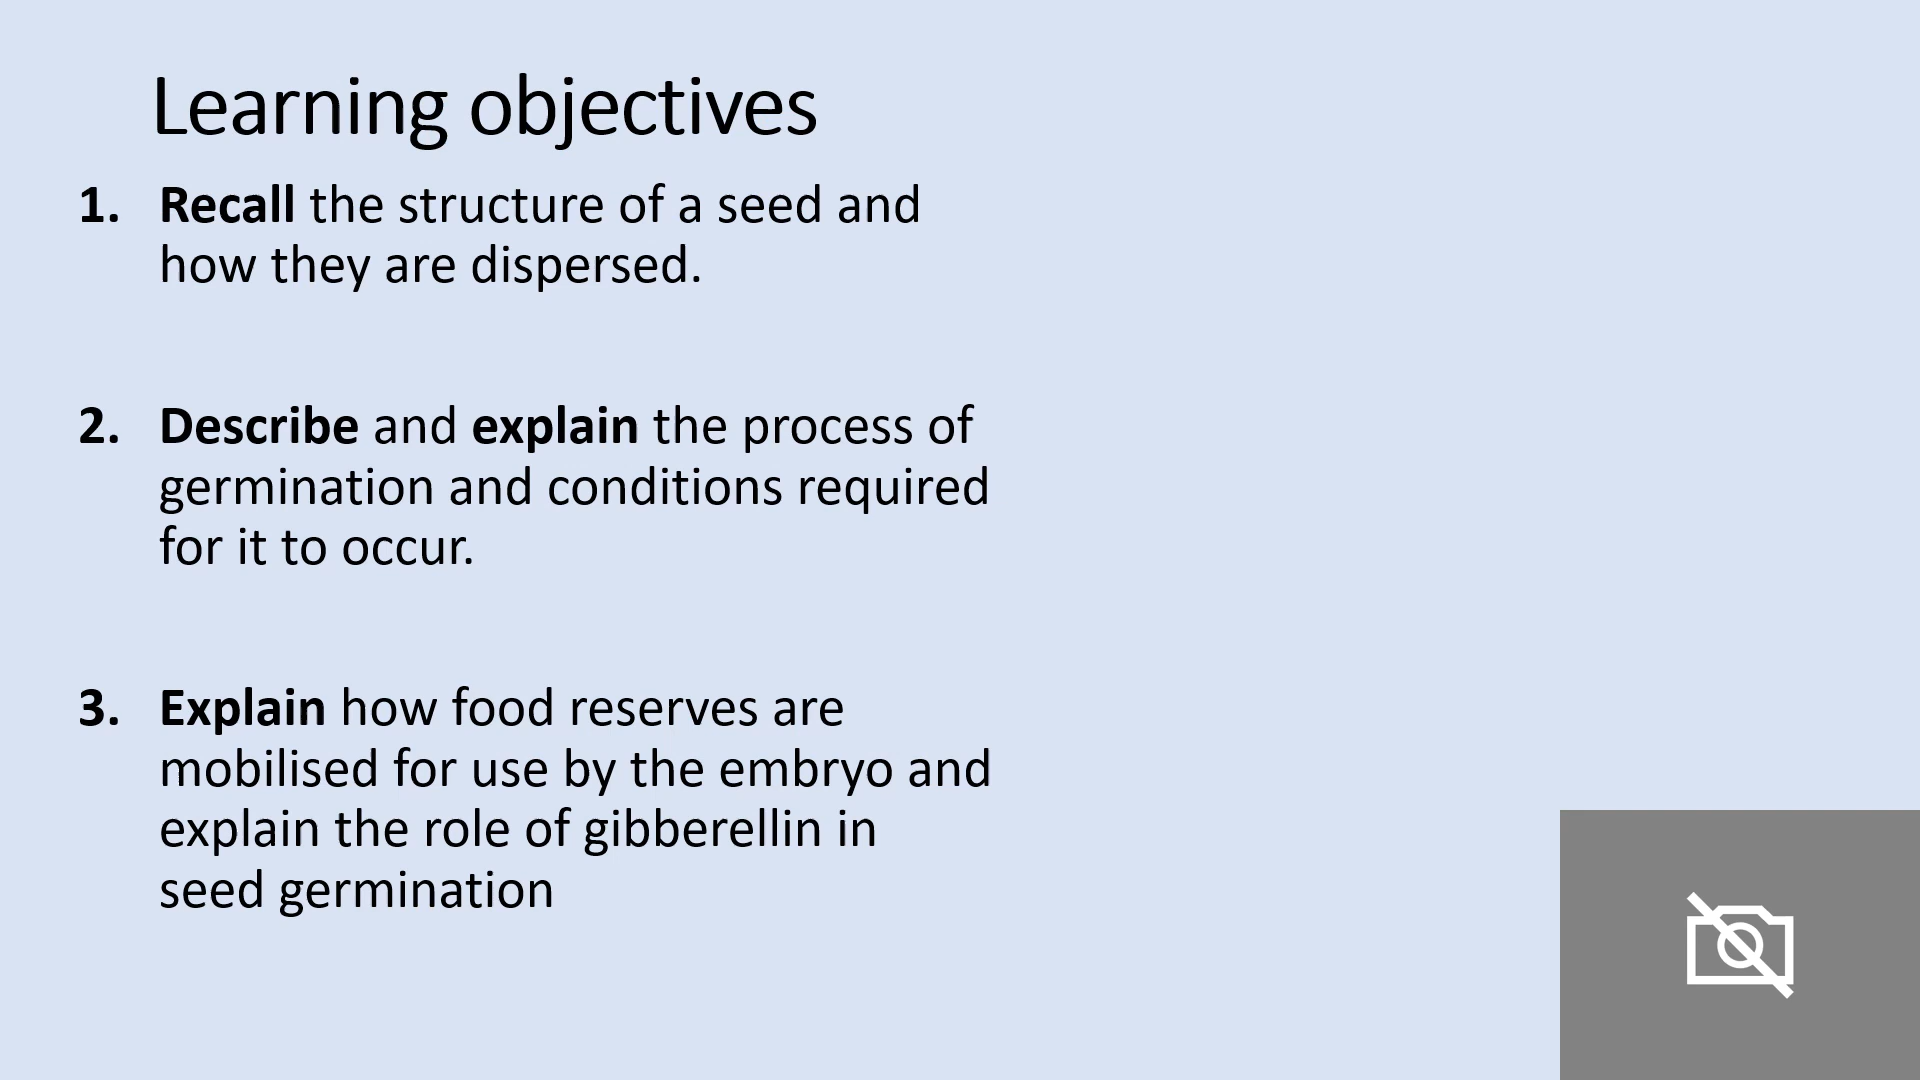 Learning objectives
1. Recall the structure of a seed and
how they are dispersed.
2. Describe and explain the process of
germination and conditions required
for it to occur.
3. Explain how food reserves are
mobilised for use by the embryo and
explain the role of gibberellin in
seed germination